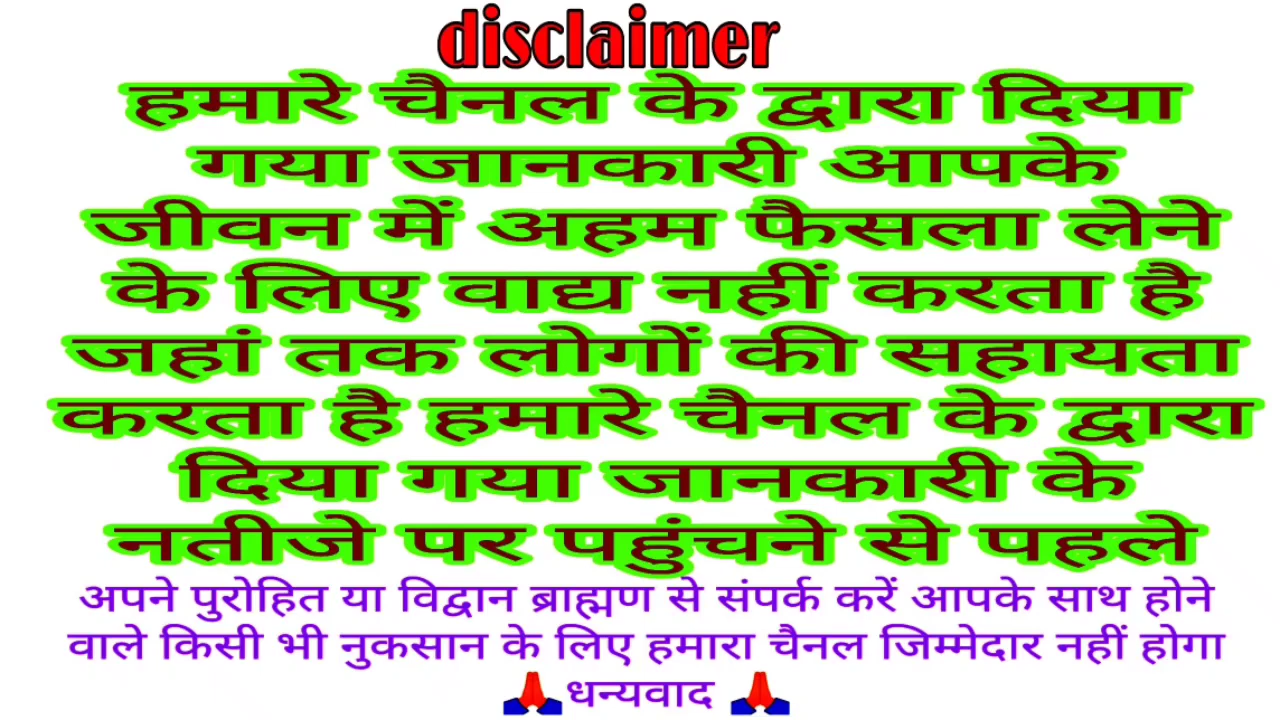 disclaimer
हमारे चैनल के द्वारा दिया
गया जानकारी आपके
जीवन में अहम फैसला लेने
के लिए वाद्य नहीं करता है
जहां तक लोगों की सहायता
करता है हमारे चैनल के द्वारा
दिया गया जानकारी के
नतीजे पर पहुंचने से पहले
अपने पुरोहित या विद्वान ब्राह्मण से संपर्क करें आपके साथ होने
वाले किसी भी नुकसान के लिए हमारा चैनल जिम्मेदार नहीं होगा
🙏धन्यवाद 🙏